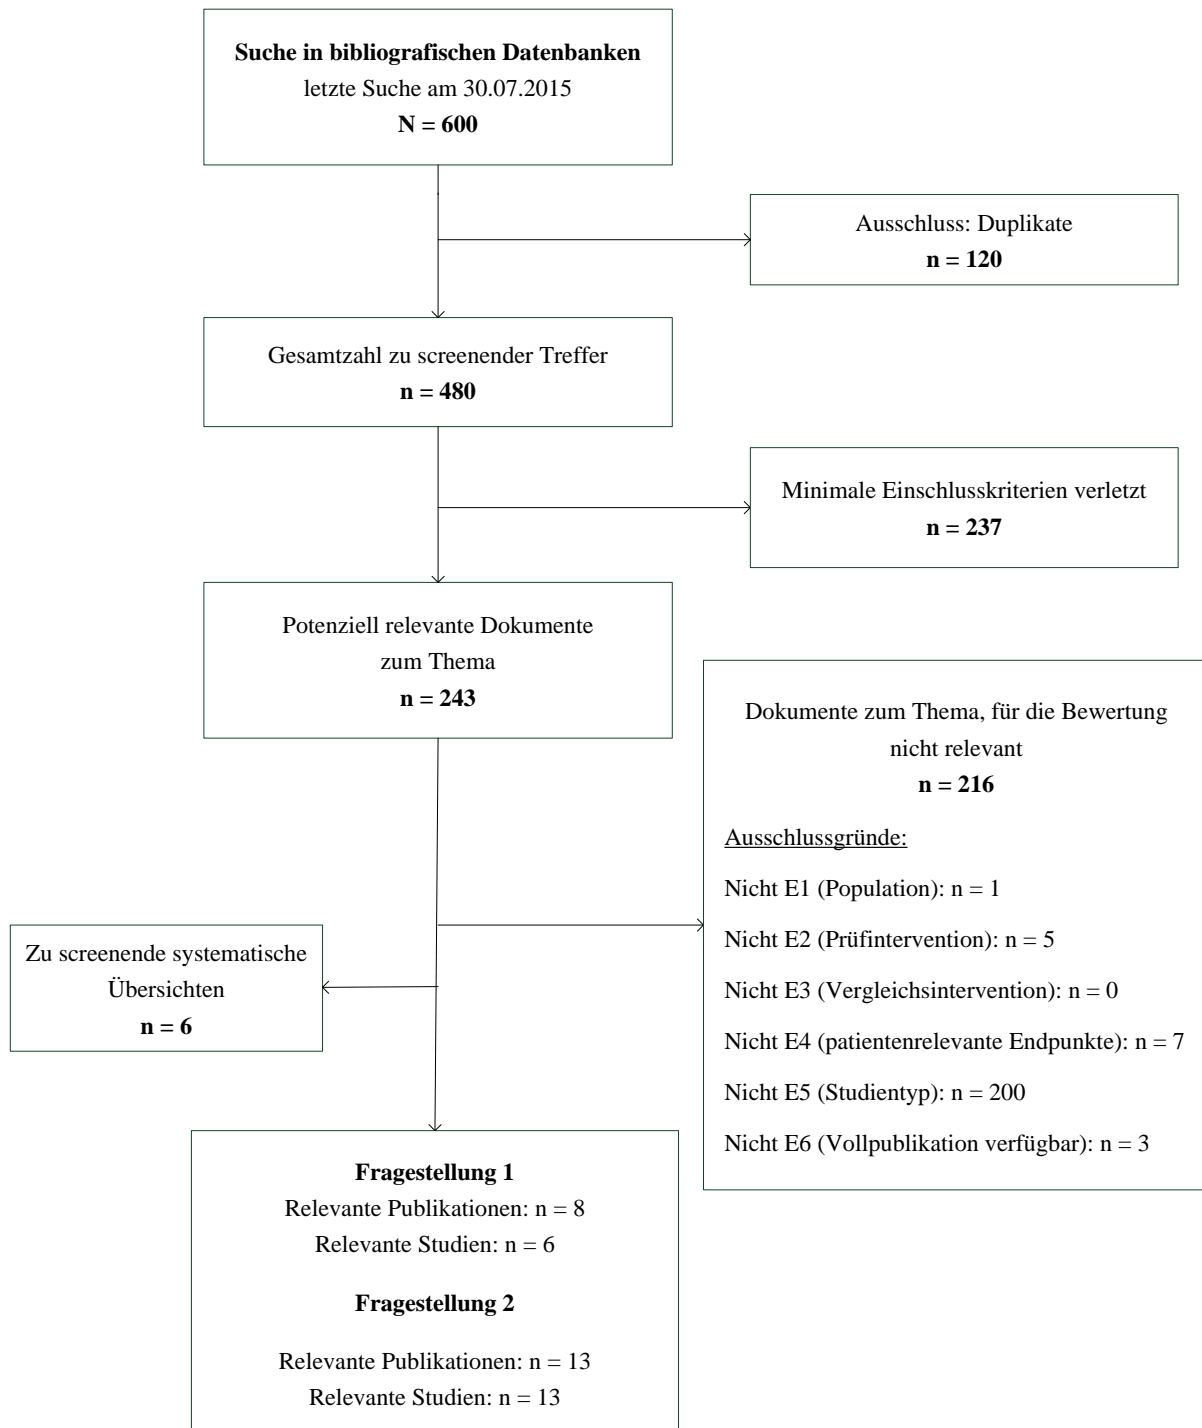 Suche in bibliografischen Datenbanken
letzte Suche am 30.07.2015
N = 600
Ausschluss: Duplikate
n = 120
Gesamtzahl zu screenender Treffer
n = 480
Minimale Einschlusskriterien verletzt
n = 237
Potenziell relevante Dokumente
zum Thema
n = 243
Dokumente zum Thema, für die Bewertung
nicht relevant
n = 216
Ausschlussgründe:
Nicht E1 (Population): n = 1
Nicht E2 (Prüfintervention): n = 5
Nicht E3 (Vergleichsintervention): n = 0
Nicht E4 (patientenrelevante Endpunkte): n = 7
Nicht E5 (Studientyp): n = 200
Nicht E6 (Vollpublikation verfügbar): n = 3
Zu screenende systematische
Übersichten
n = 6
Fragestellung 1
Relevante Publikationen: n = 8
Relevante Studien: n = 6
Fragestellung 2
Relevante Publikationen: n = 13
Relevante Studien: n = 13